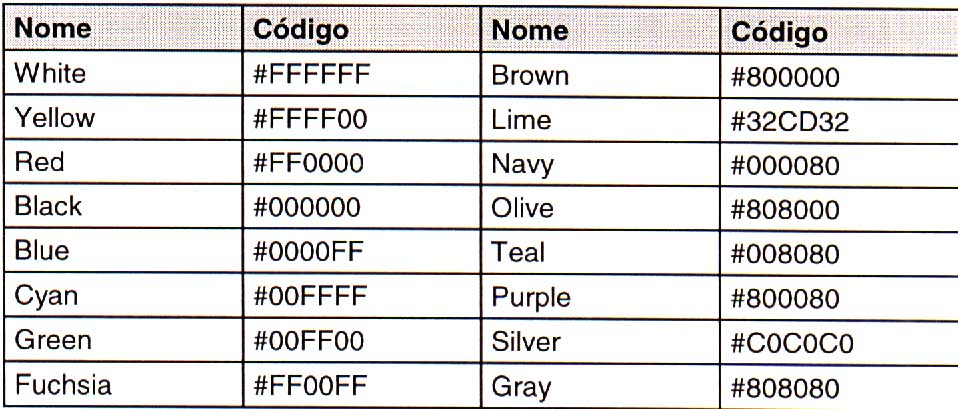 Nome Código Nome Código
White #FFFFFF Brown #800000
Yellow #FFFF00 Lime #32CD32
Red #FF0000 Navy #000080
Black #000000 Olive #808000
Blue #0000FF Teal #008080
Cyan #00FFFF Purple #800080
Green #00FF00 Silver #C0C0C0
Fuchsia #FF00FF Gray #808080